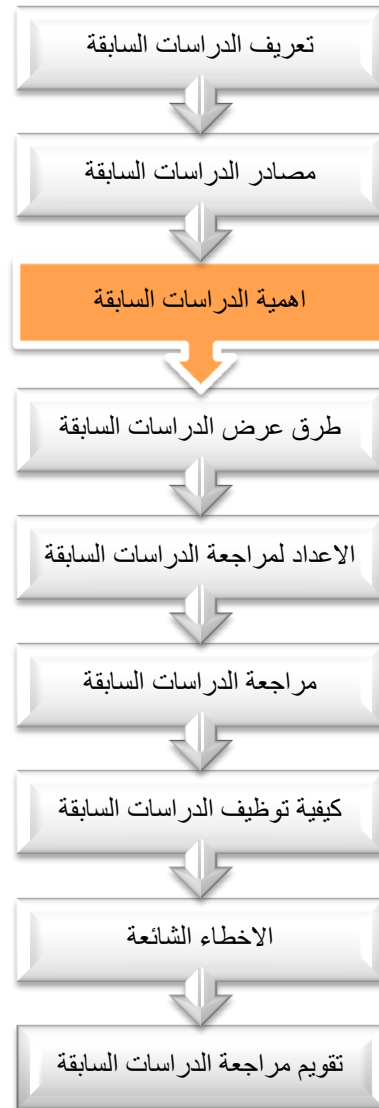 تعريف الدراسات السابقة
مصادر الدراسات السابقة
اهمية الدراسات السابقة
طرق عرض الدراسات السابقة
الاعداد لمراجعة الدراسات السابقة
مراجعة الدراسات السابقة
كيفية توظيف الدراسات السابقة
الاخطاء الشائعة
تقويم مراجعة الدراسات السابقة